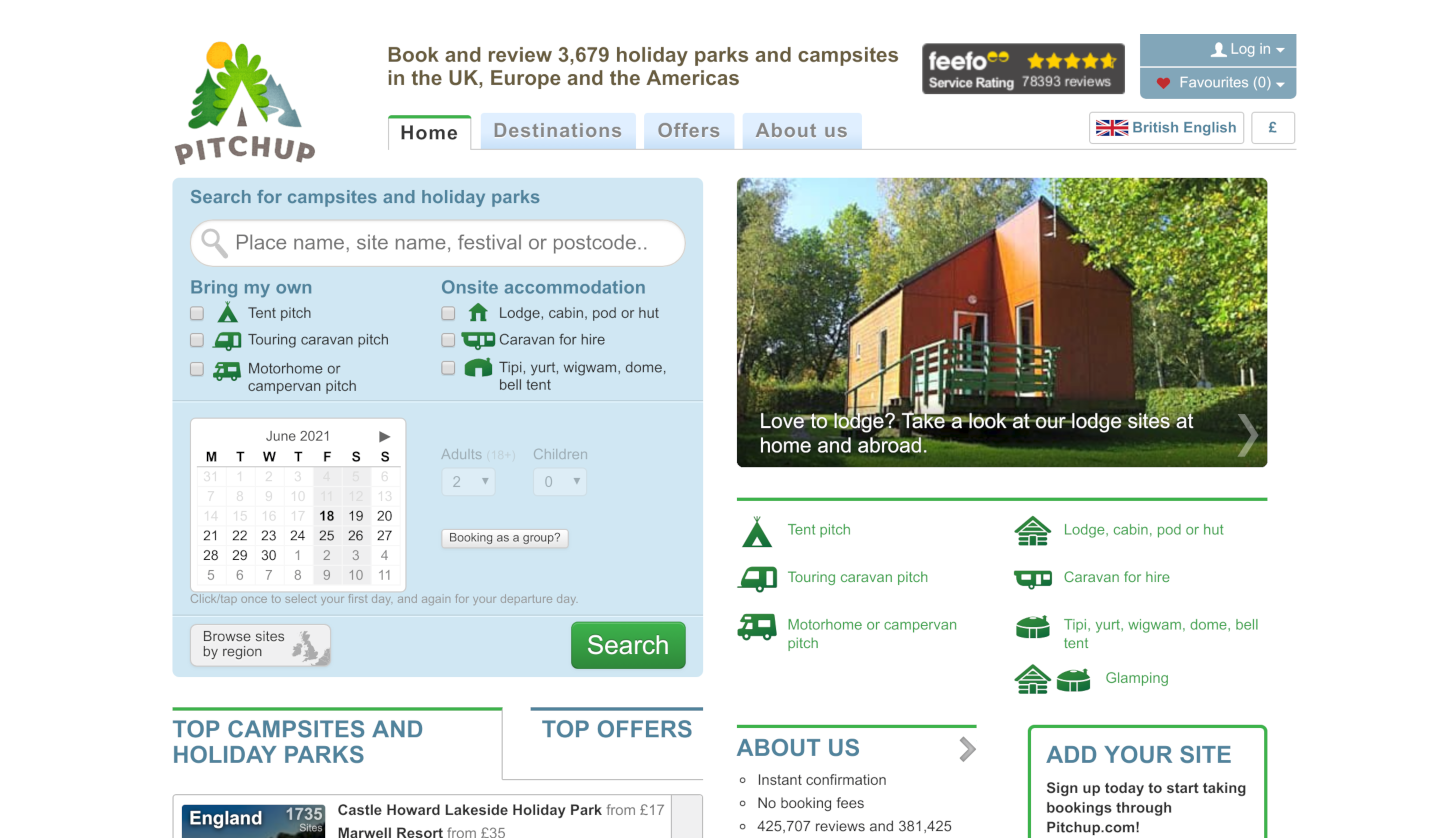 PITCHUP
Book and review 3,679 holiday parks and campsites
in the UK, Europe and the Americas
feefo
Service Rating 78393 reviews
Log in
Favourites (0)
Home
Destinations
Offers
About us
British English
£
Search for campsites and holiday parks
Place name, site name, festival or postcode..
Bring my own
Tent pitch
Touring caravan pitch
Motorhome or
campervan pitch
Onsite accommodation
Lodge, cabin, pod or hut
Caravan for hire
Tipi, yurt, wigwam, dome,
bell tent
June 2021
M T W T F S S
31 1 2 3 4 5 6
7 8 9 10 11 12 13
14 15 16 17 18 19 20
21 22 23 24 25 26 27
28 29 30 1 2 3 4
5 6 7 8 9 10 11
Adults (18+) Children
2 0
Booking as a group?
Click/tap once to select your first day, and again for your departure day.
Browse sites
by region
Search
Love to lodge? Take a look at our lodge sites at
home and abroad.
Tent pitch
Touring caravan pitch
Motorhome or campervan
pitch
Lodge, cabin, pod or hut
Caravan for hire
Tipi, yurt, wigwam, dome, bell
tent
Glamping
TOP CAMPSITES AND
HOLIDAY PARKS
TOP OFFERS
England 1735
Sites
Castle Howard Lakeside Holiday Park from £17
Marwell Resort from £35
ABOUT US
Instant confirmation
No booking fees
425,707 reviews and 381,425
ADD YOUR SITE
Sign up today to start taking
bookings through
Pitchup.com!